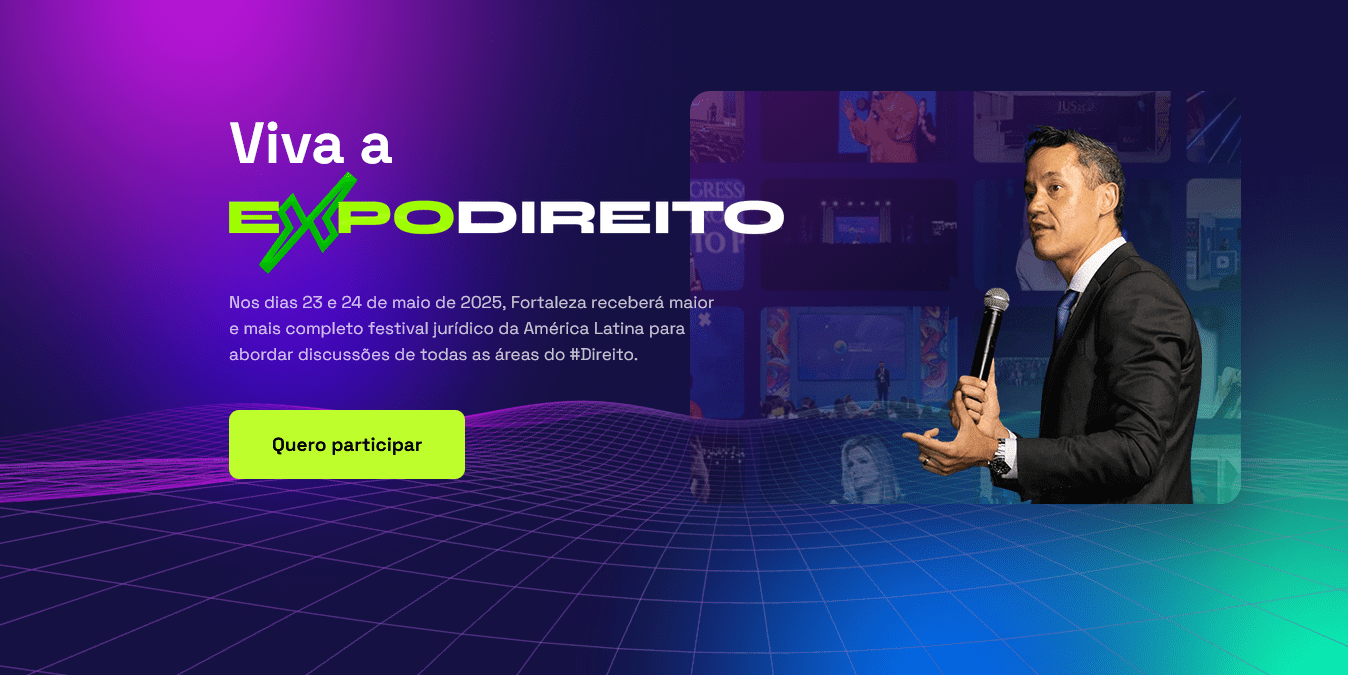 Viva a
EXPODIREITO
Nos dias 23 e 24 de maio de 2025, Fortaleza receberá maior
e mais completo festival jurídico da América Latina para
abordar discussões de todas as áreas do #Direito.
Quero participar